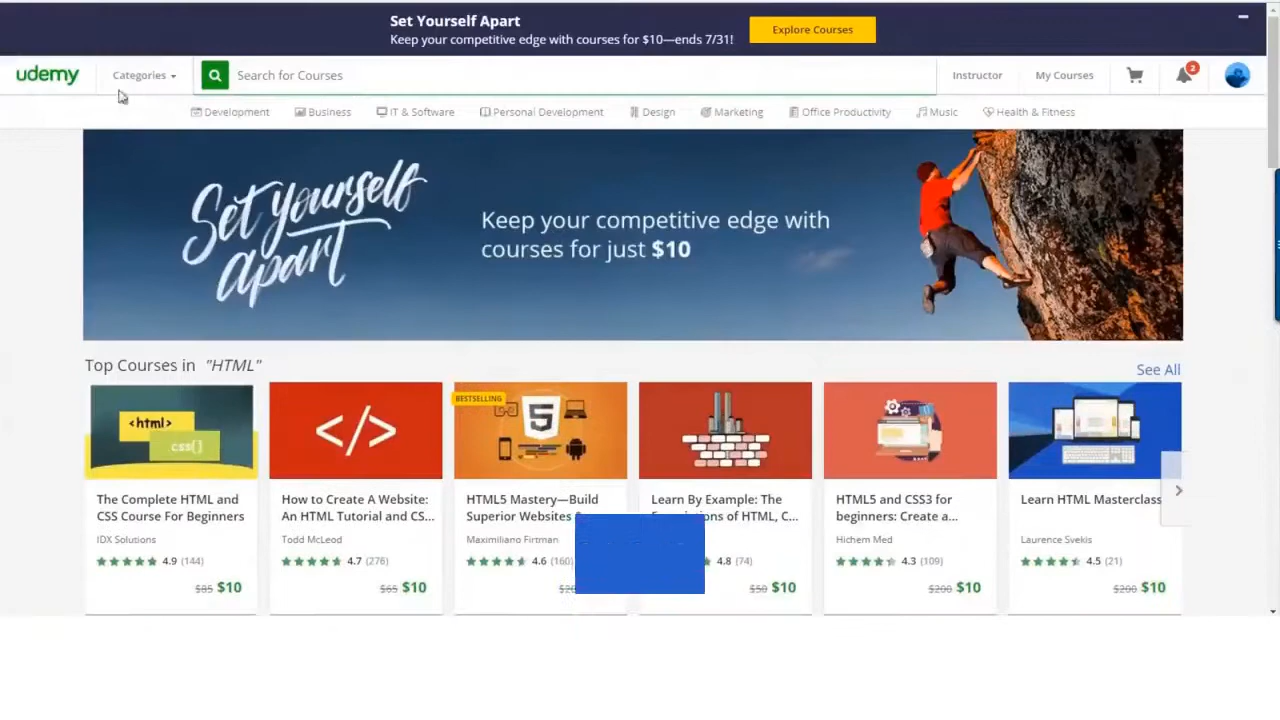 Set Yourself Apart
Keep your competitive edge with courses for $10—ends 7/31!
Explore Courses
udemy
Categories
Search for Courses
Instructor
My Courses
2
Development
Business
IT & Software
Personal Development
Design
Marketing
Office Productivity
Music
Health & Fitness
Set yourself
apart
Keep your competitive edge with
courses for just $10
Top Courses in "HTML"
See All
<html>
css{}
</>
BESTSELLING
5
The Complete HTML and
CSS Course For Beginners
IDX Solutions
4.9 (144)
$85 $10
How to Create A Website:
An HTML Tutorial and CS...
Todd McLeod
4.7 (276)
$65 $10
HTML5 Mastery—Build
Superior Websites
Maximiliano Firtman
4.6 (160)
Learn By Example: The
of HTML, C...
4.8 (74)
$50 $10
HTML5 and CSS3 for
beginners: Create a...
Hichem Med
4.3 (109)
$200 $10
Learn HTML Masterclass
Laurence Svekis
4.5 (21)
$200 $10